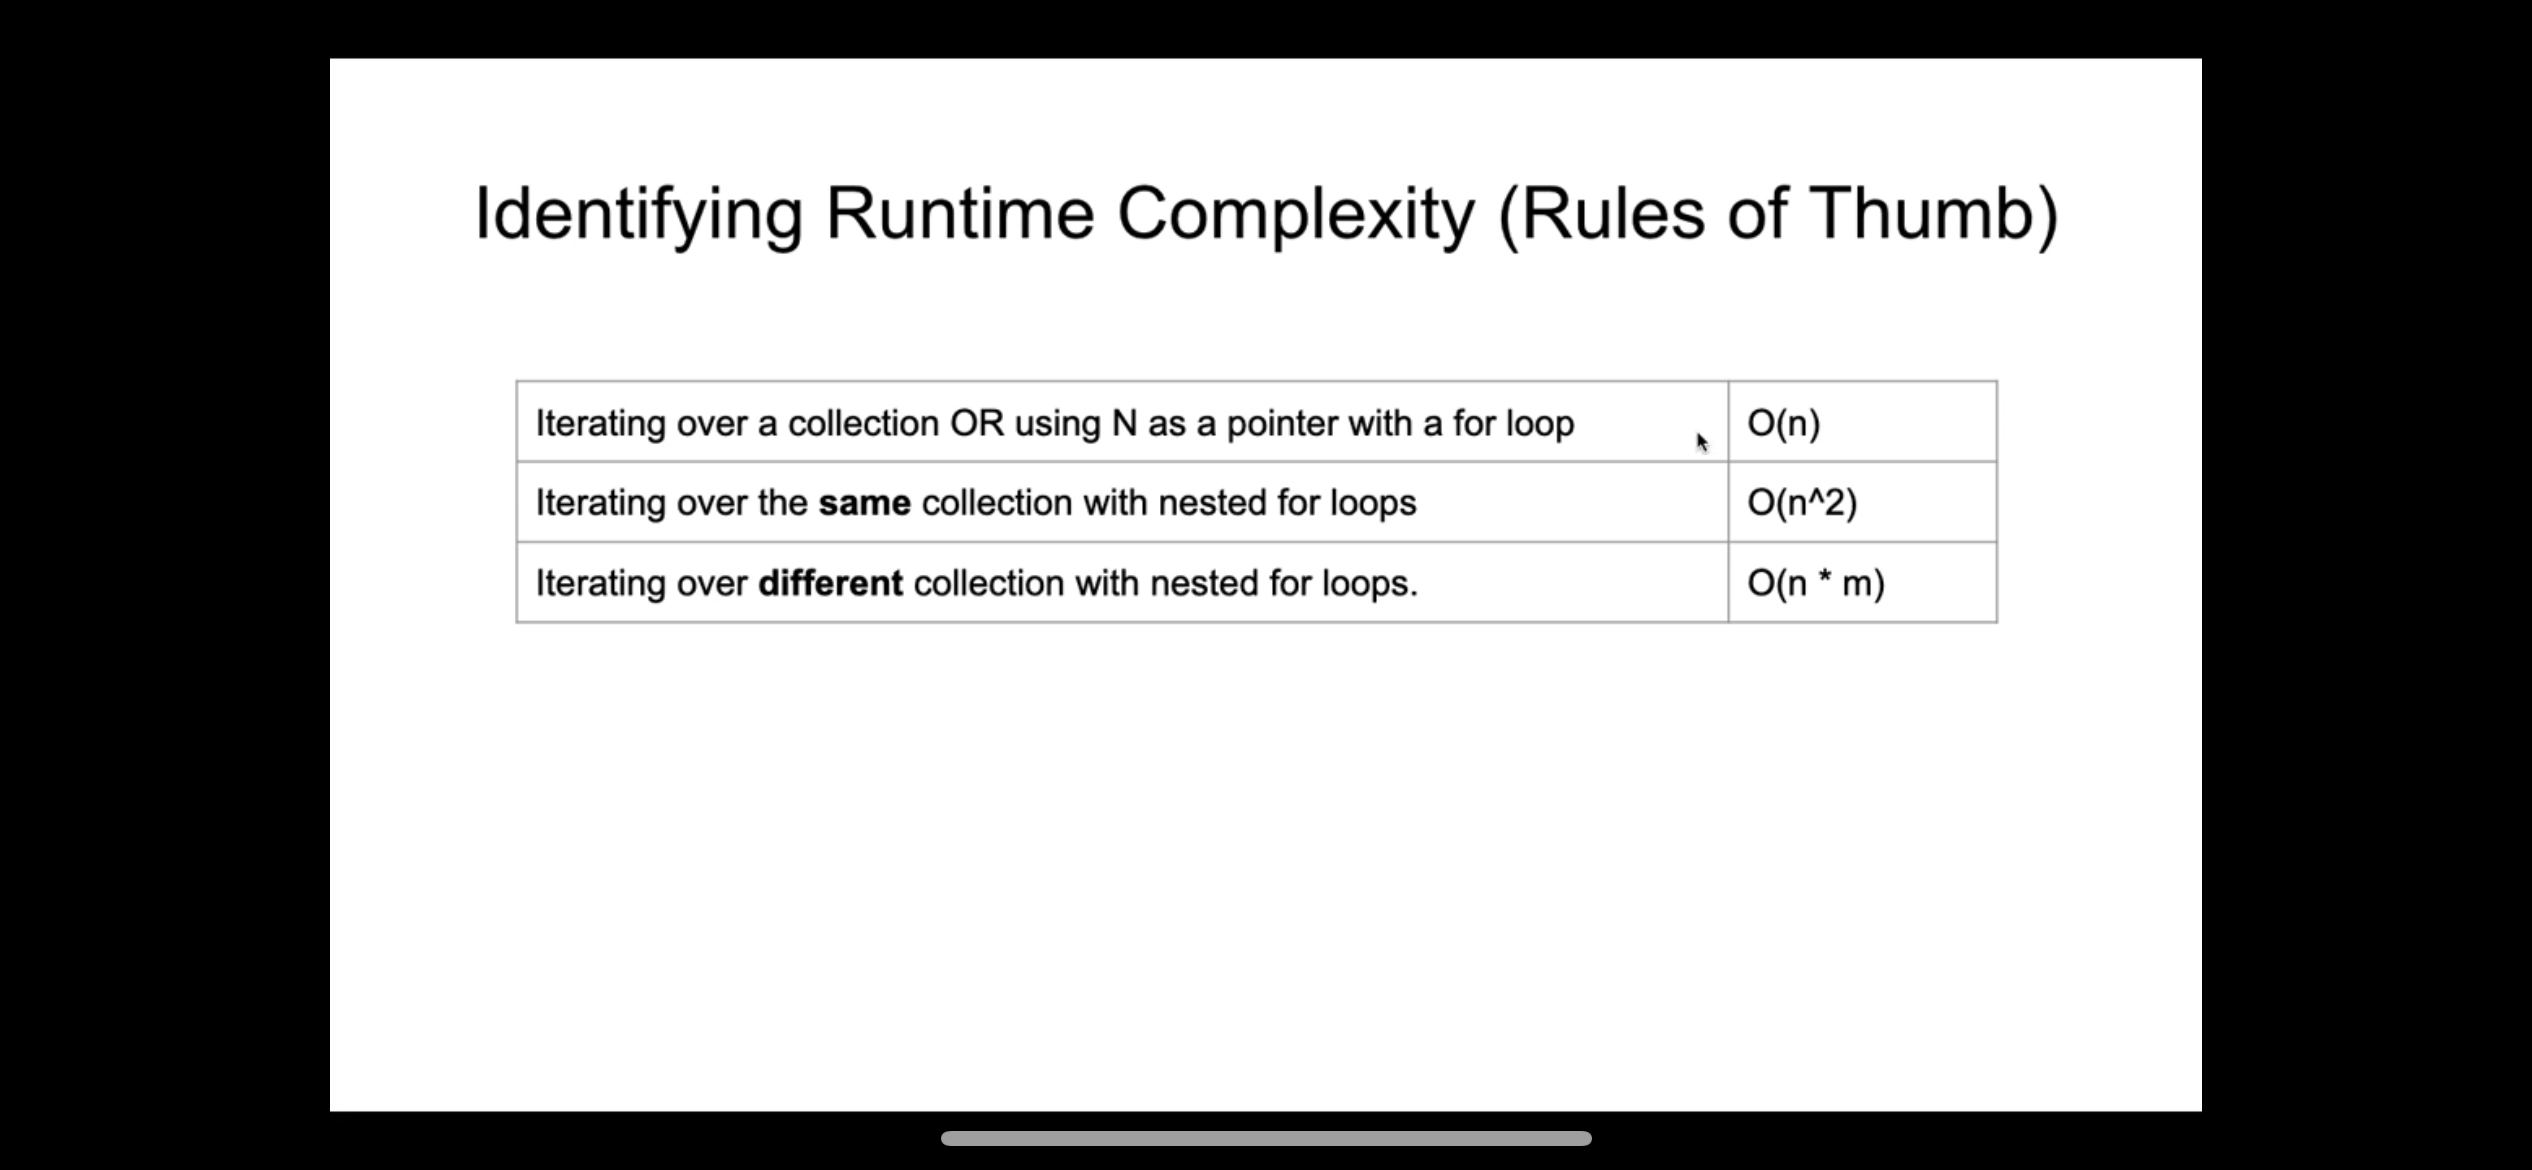 Identifying Runtime Complexity (Rules of Thumb)
Iterating over a collection OR using N as a pointer with a for loop O(n)
Iterating over the same collection with nested for loops O(n^2)
Iterating over different collection with nested for loops. O(n * m)